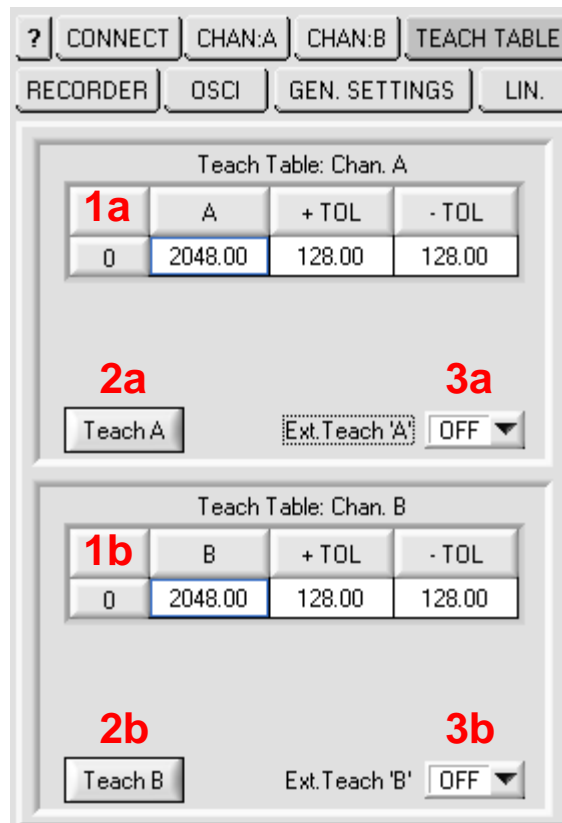 ? CONNECT CHAN:A CHAN:B TEACH TABLE
RECORDER OSCI GEN. SETTINGS LIN.
Teach Table: Chan. A
1a A + TOL - TOL
0 2048.00 128.00 128.00
2a 3a
Teach A Ext.Teach 'A' OFF
Teach Table: Chan. B
1b B + TOL - TOL
0 2048.00 128.00 128.00
2b 3b
Teach B Ext.Teach 'B' OFF